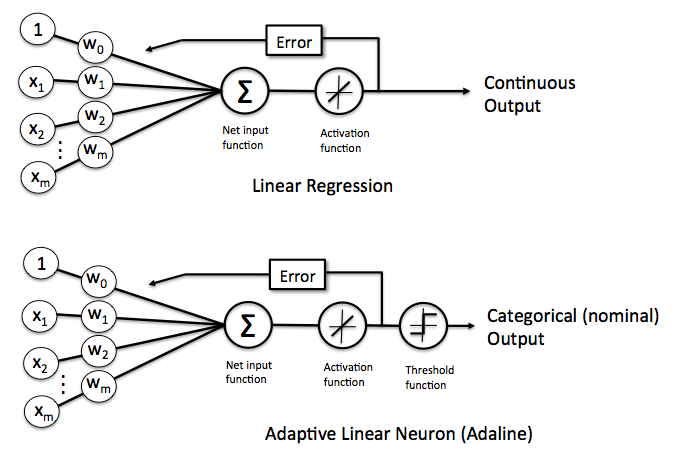 1
w0
Error
x1
w1
Σ
Continuous
Output
x2
w2
Net input
function
Activation
function
⋮
xm
wm
Linear Regression
1
w0
Error
x1
w1
Σ
Categorical (nominal)
Output
x2
w2
Net input
function
Activation
function
Threshold
function
⋮
xm
wm
Adaptive Linear Neuron (Adaline)